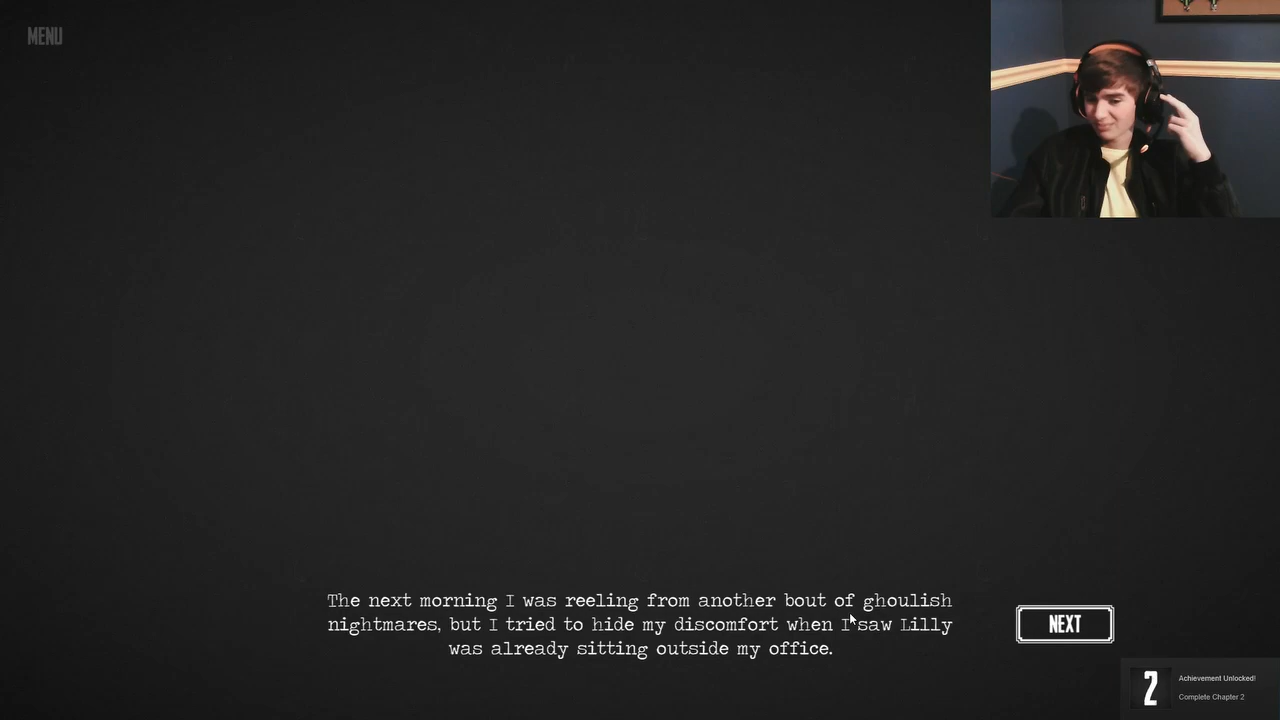 MENU
The next morning I was reeling from another bout of ghoulish
nightmares, but I tried to hide my discomfort when I saw Lilly
was already sitting outside my office.
NEXT
2
Achievement Unlocked!
Complete Chapter 2